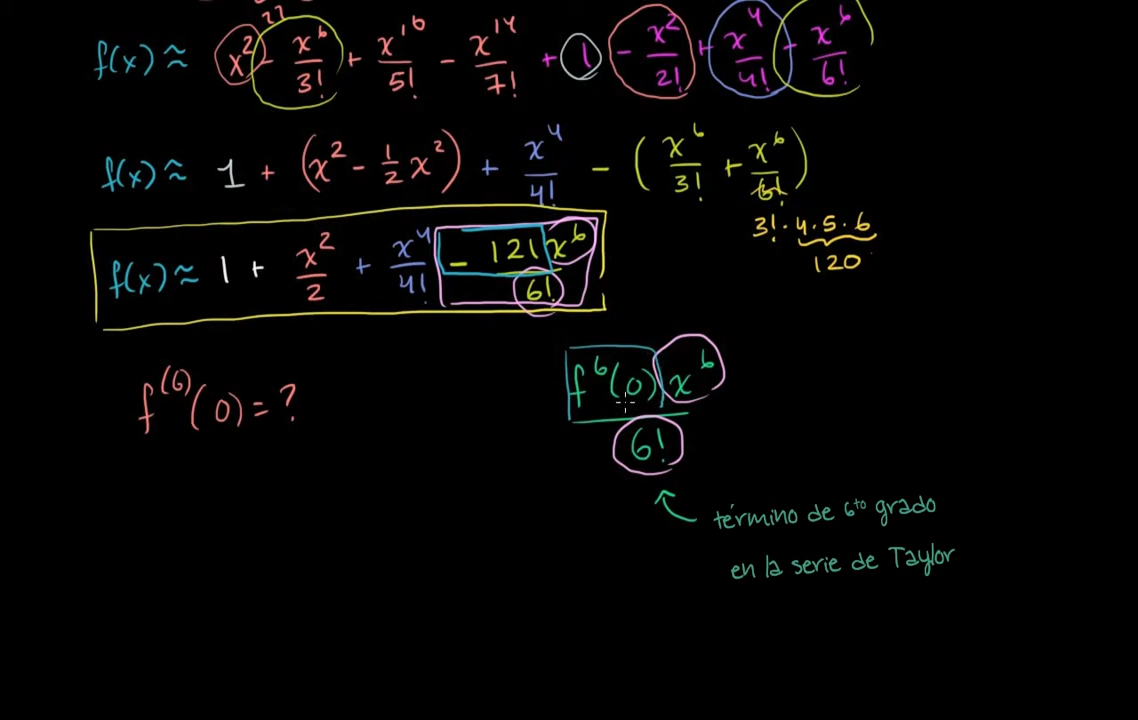 f(x) ≈ x² - x⁶/3! + x¹⁰/5! - x¹⁴/7! + 1 - x²/2! + x⁴/4! - x⁶/6!
f(x) ≈ 1 + (x² - 1/2 x²) + x⁴/4! - (x⁶/3! + x⁶/6!)
3! · 4 · 5 · 6
120
f(x) ≈ 1 + x²/2 + x⁴/4! - 121x⁶/6!
f⁽⁶⁾(0) = ?
f⁶(0) x⁶
6!
término de 6to grado
en la serie de Taylor